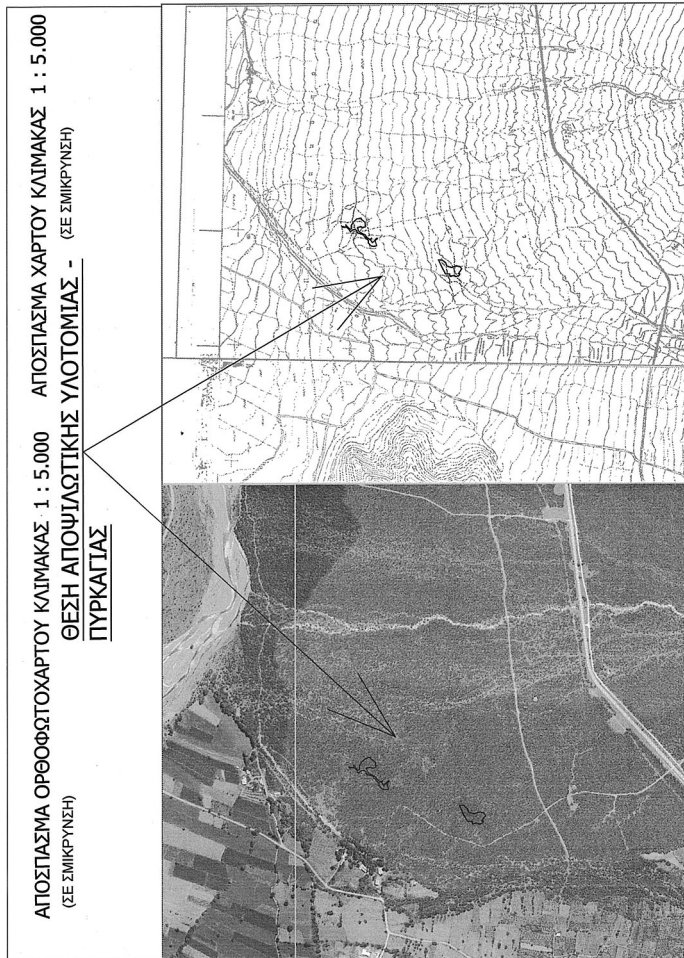 ΑΠΟΣΠΑΣΜΑ ΟΡΘΟΦΩΤΟΧΑΡΤΟΥ ΚΛΙΜΑΚΑΣ 1 : 5.000 ΑΠΟΣΠΑΣΜΑ ΧΑΡΤΟΥ ΚΛΙΜΑΚΑΣ 1 : 5.000
(ΣΕ ΣΜΙΚΡΥΝΣΗ) ΘΕΣΗ ΑΠΟΨΙΛΩΤΙΚΗΣ ΥΛΟΤΟΜΙΑΣ - (ΣΕ ΣΜΙΚΡΥΝΣΗ)
ΠΥΡΚΑΓΙΑΣ